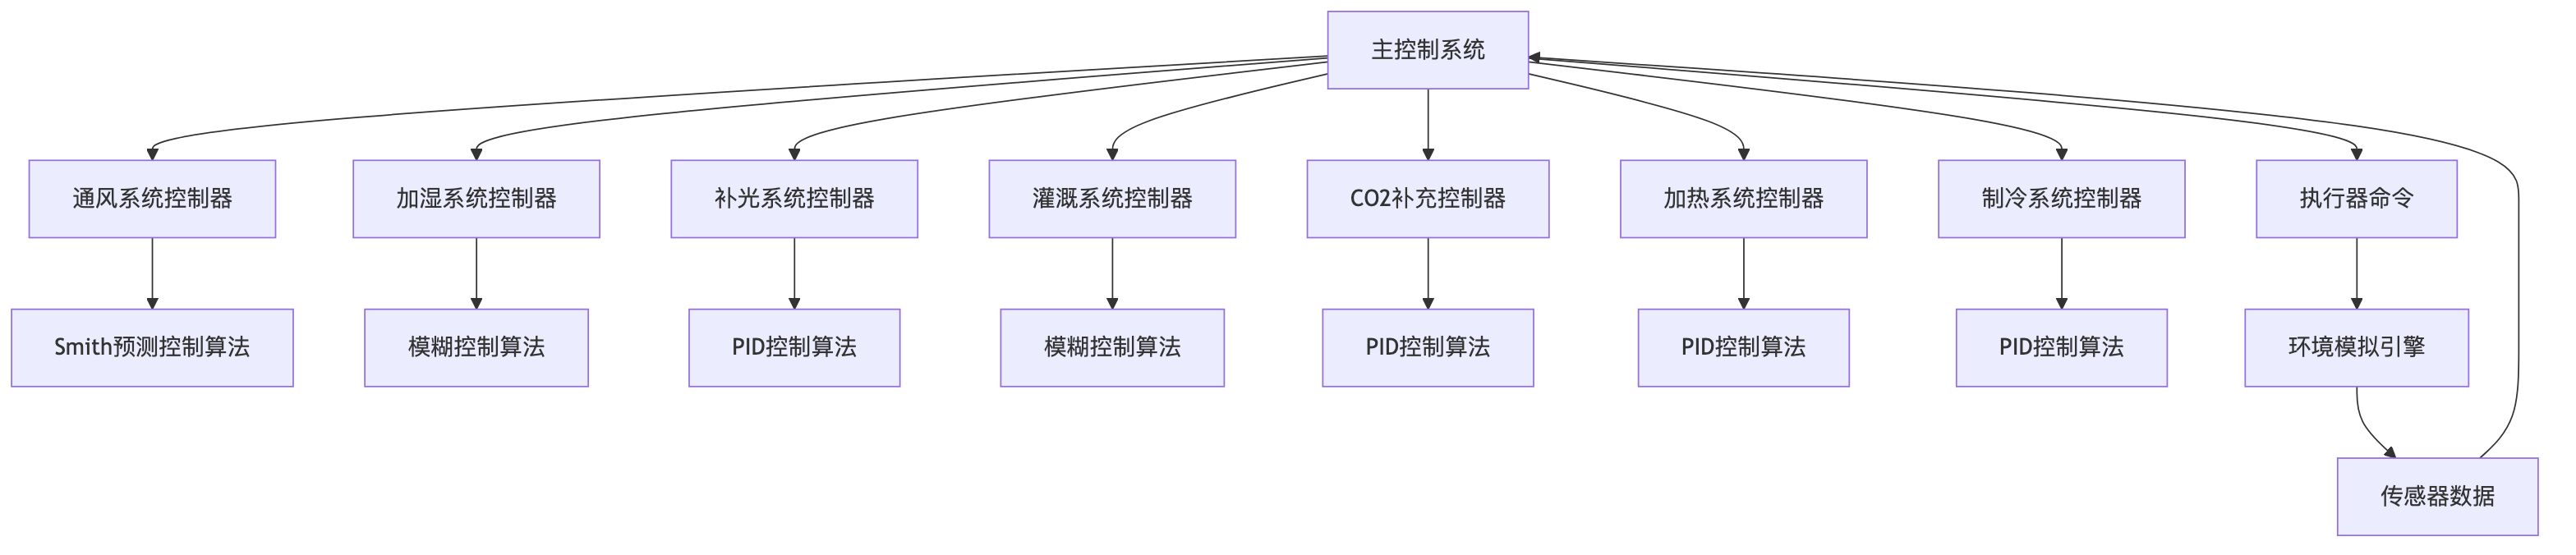 主控制系统
通风系统控制器
加湿系统控制器
补光系统控制器
灌溉系统控制器
CO2补充控制器
加热系统控制器
制冷系统控制器
执行器命令
Smith预测控制算法
模糊控制算法
PID控制算法
模糊控制算法
PID控制算法
PID控制算法
PID控制算法
环境模拟引擎
传感器数据